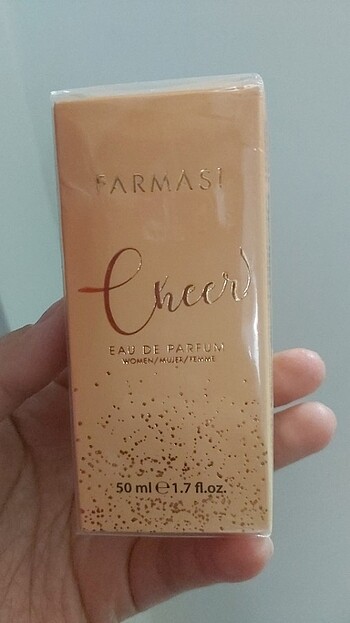 FARMASI
Cheer
EAU DE PARFUM
WOMEN/MUJER/FEMME
50 ml ℮ 1.7 fl.oz.